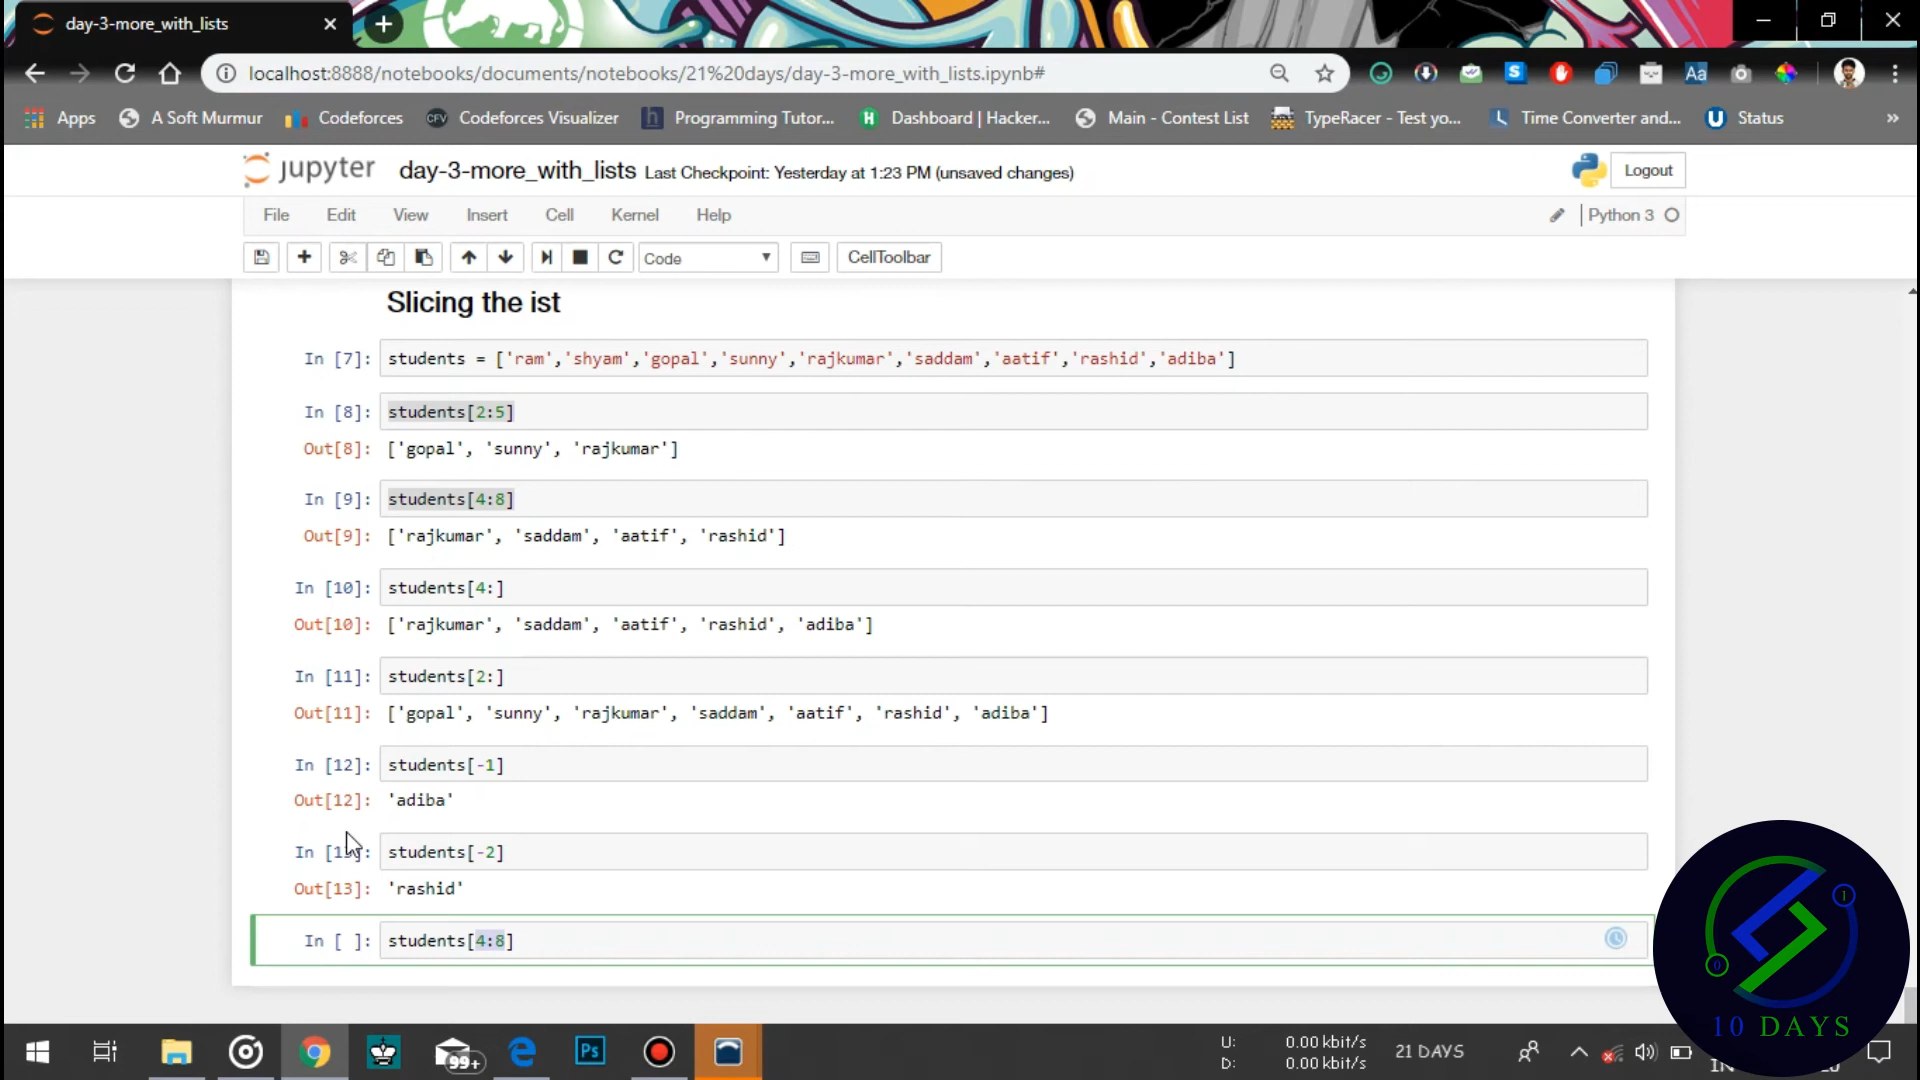 day-3-more_with_lists
localhost:8888/notebooks/documents/notebooks/21%20days/day-3-more_with_lists.ipynb#
Apps A Soft Murmur Codeforces CFV Codeforces Visualizer h Programming Tutor... H Dashboard | Hacker... Main - Contest List TypeRacer - Test yo... Time Converter and... U Status »
jupyter day-3-more_with_lists Last Checkpoint: Yesterday at 1:23 PM (unsaved changes) Logout
File Edit View Insert Cell Kernel Help Python 3
Code CellToolbar
Slicing the ist
In [7]: students = ['ram','shyam','gopal','sunny','rajkumar','saddam','aatif','rashid','adiba']
In [8]: students[2:5]
Out[8]: ['gopal', 'sunny', 'rajkumar']
In [9]: students[4:8]
Out[9]: ['rajkumar', 'saddam', 'aatif', 'rashid']
In [10]: students[4:]
Out[10]: ['rajkumar', 'saddam', 'aatif', 'rashid', 'adiba']
In [11]: students[2:]
Out[11]: ['gopal', 'sunny', 'rajkumar', 'saddam', 'aatif', 'rashid', 'adiba']
In [12]: students[-1]
Out[12]: 'adiba'
In [13]: students[-2]
Out[13]: 'rashid'
In [ ]: students[4:8]
1
0
10 DAYS
99+ Ps
U: 0.00 kbit/s
D: 0.00 kbit/s
21 DAYS